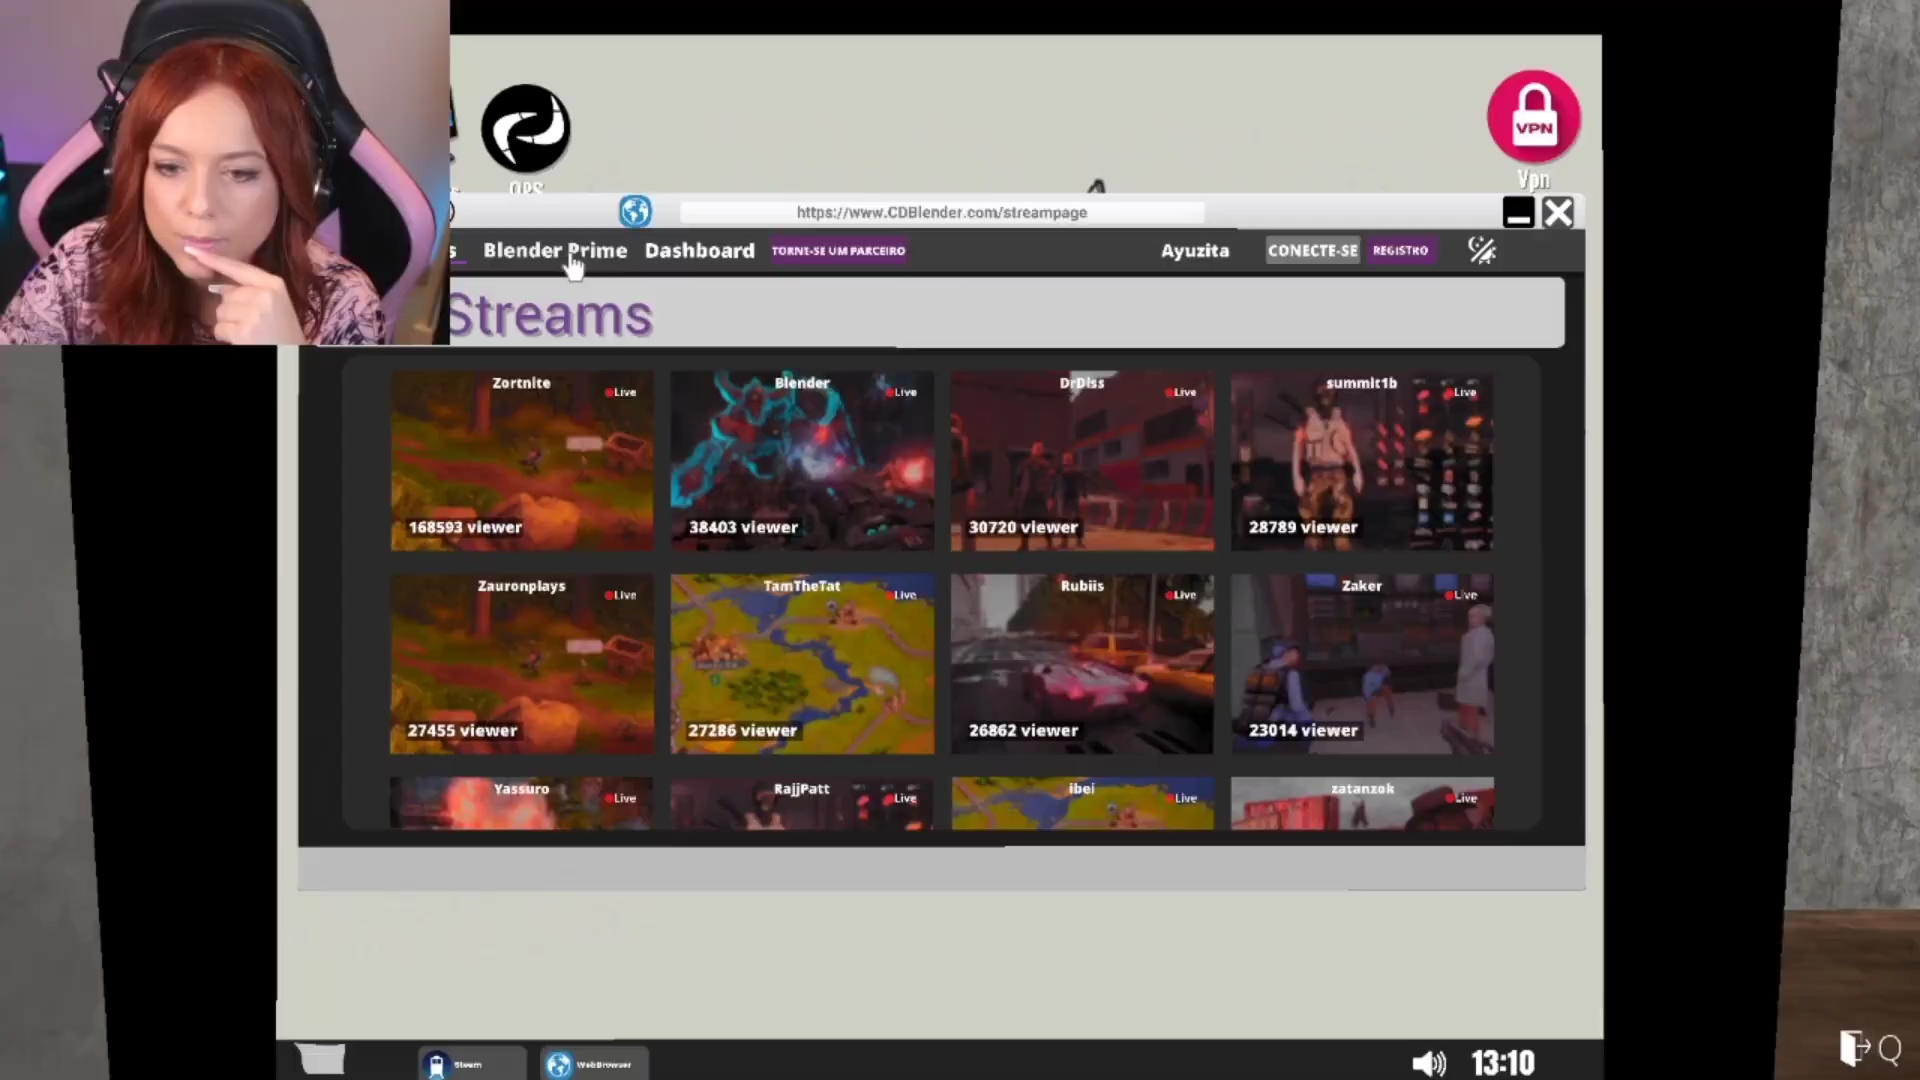 VPN
Vpn
https://www.CDBlender.com/streampage
Blender Prime Dashboard TORNE-SE UM PARCEIRO Ayuzita CONECTE-SE REGISTRO
Streams
Zortnite Live
168593 viewer
Blender Live
38403 viewer
DrDiss Live
30720 viewer
summit1b Live
28789 viewer
Zauronplays Live
27455 viewer
TamTheTat Live
27286 viewer
Rubiis Live
26862 viewer
Zaker Live
23014 viewer
Yassuro Live
RajjPatt Live
ibei Live
zatanzok Live
WebBrowser
13:10
Q